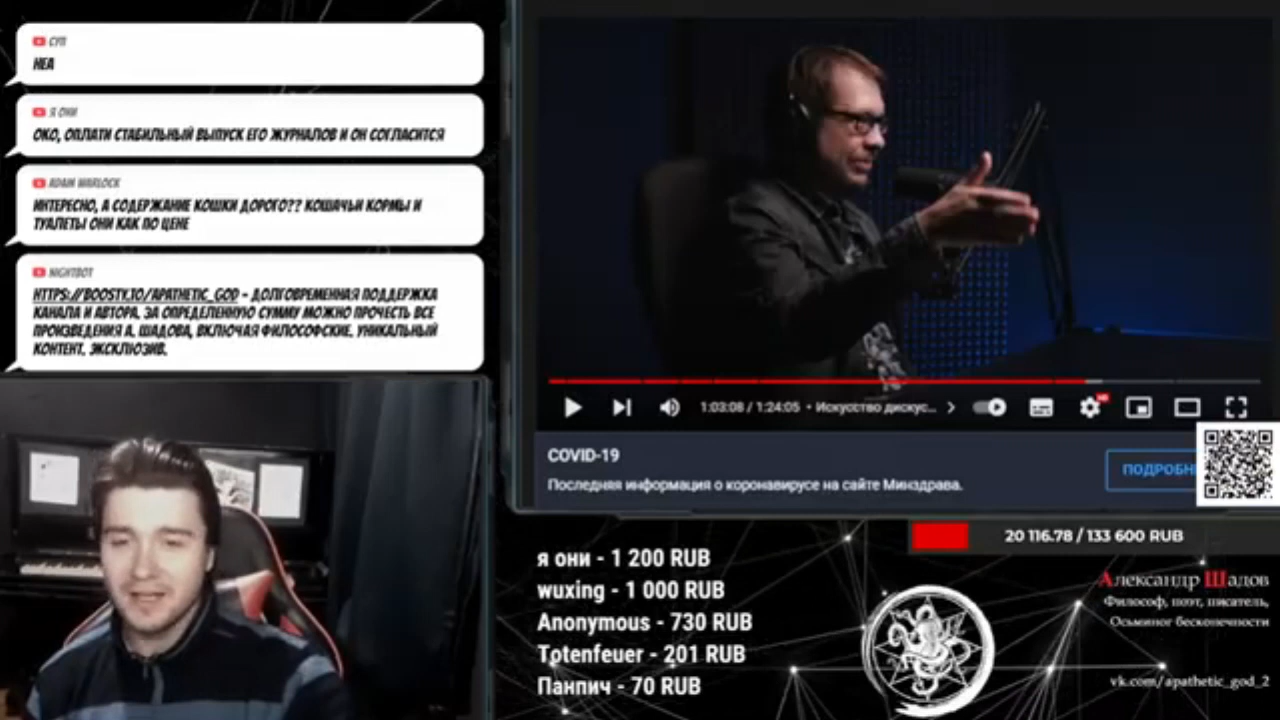 СУП
НЕА
Я ОНИ
ОКО, ОПЛАТИ СТАБИЛЬНЫЙ ВЫПУСК ЕГО ЖУРНАЛОВ И ОН СОГЛАСИТСЯ
ADAM WARLOCK
ИНТЕРЕСНО, А СОДЕРЖАНИЕ КОШКИ ДОРОГО?? КОШАЧЬИ КОРМЫ И
ТУАЛЕТЫ ОНИ КАК ПО ЦЕНЕ
NIGHTBOT
HTTPS://BOOSTY.TO/APATHETIC_GOD - ДОЛГОВРЕМЕННАЯ ПОДДЕРЖКА
КАНАЛА И АВТОРА. ЗА ОПРЕДЕЛЕННУЮ СУММУ МОЖНО ПРОЧЕСТЬ ВСЕ
ПРОИЗВЕДЕНИЯ А. ШАДОВА, ВКЛЮЧАЯ ФИЛОСОФСКИЕ. УНИКАЛЬНЫЙ
КОНТЕНТ. ЭКСКЛЮЗИВ.
1:03:08 / 1:24:05 • Искусство дискус...
HD
COVID-19
Последняя информация о коронавирусе на сайте Минздрава.
ПОДРОБН
20 116.78 / 133 600 RUB
я они - 1 200 RUB
wuxing - 1 000 RUB
Anonymous - 730 RUB
Totenfeuer - 201 RUB
Панпич - 70 RUB
Александр Шадов
Философ, поэт, писатель,
Осьминог бесконечности
vk.com/apathetic_god_2